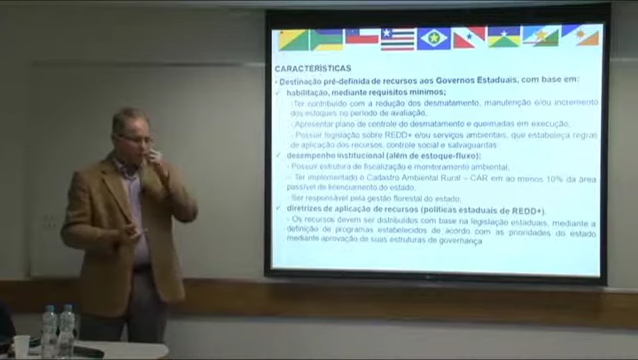 CARACTERÍSTICAS
- Destinação pré-definida de recursos aos Governos Estaduais, com base em:
✓ habilitação, mediante requisitos mínimos;
-Ter contribuído com a redução dos desmatamento, manutenção e/ou incremento
dos estoques no período de avaliação,
- Apresentar plano de controle do desmatamento e queimadas em execução,
- Possuir legislação sobre REDD+ e/ou serviços ambientais, que estabeleça regras
de aplicação dos recursos, controle social e salvaguardas
✓ desempenho institucional (além de estoque-fluxo):
- Possuir estrutura de fiscalização e monitoramento ambiental,
- Ter implementado o Cadastro Ambiental Rural – CAR em ao menos 10% da área
passível de licenciamento do estado,
Ser responsável pela gestão florestal do estado.
✓ diretrizes de aplicação de recursos (políticas estaduais de REDD+)
- Os recursos devem ser distribuídos com base na legislação estaduais, mediante a
definição de programas estabelecidos de acordo com as prioridades do estado
mediante aprovação de suas estruturas de governança